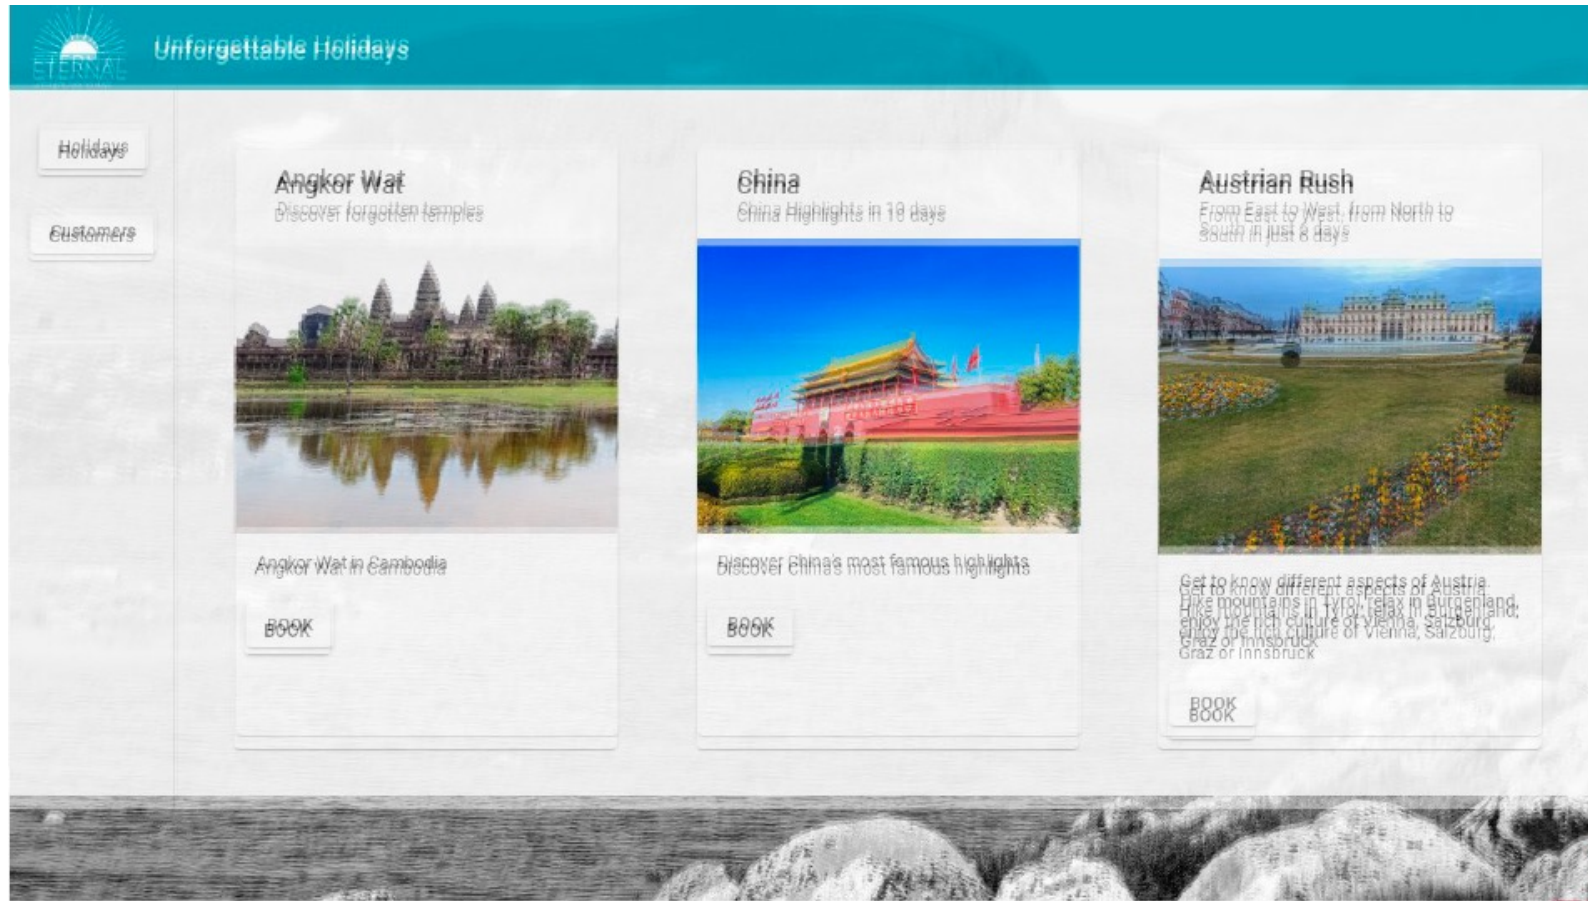 ETERNAL
Unforgettable Holidays
Holidays
Customers
Angkor Wat
Discover forgotten temples
Angkor Wat in Cambodia
BOOK
China
China Highlights in 10 days
Discover China's most famous highlights
BOOK
Austrian Rush
From East to West, from North to
South in just 6 days
Get to know different aspects of Austria.
Hike mountains in Tyrol, relax in Burgenland,
enjoy the rich culture of Vienna, Salzburg,
Graz or Innsbruck
BOOK